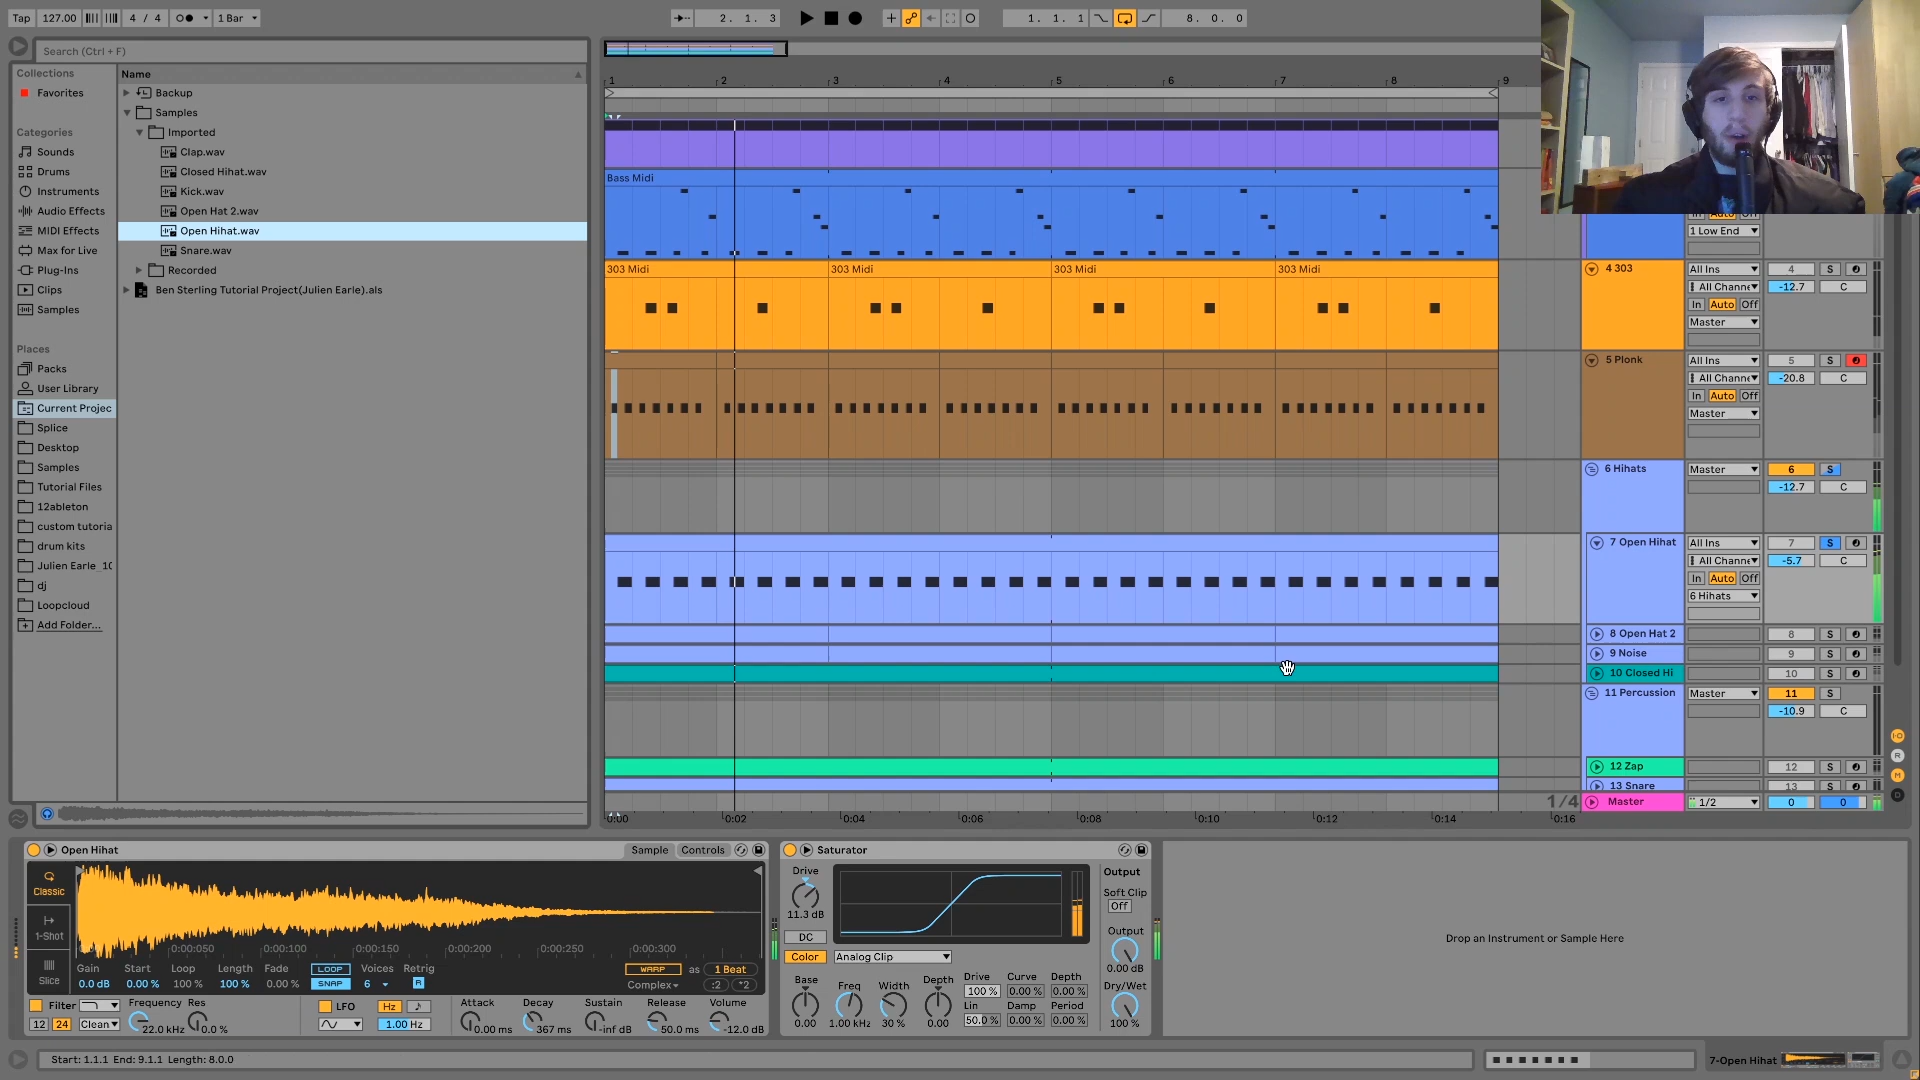 Tap 127.00 4 / 4 1 Bar
2. 1. 3
1. 1. 1
8. 0. 0
Search (Ctrl + F)
Collections
Favorites
Categories
Sounds
Drums
Instruments
Audio Effects
MIDI Effects
Max for Live
Plug-Ins
Clips
Samples
Places
Packs
User Library
Current Projec
Splice
Desktop
Samples
Tutorial Files
12ableton
custom tutoria
drum kits
Julien Earle_10
dj
Loopcloud
Add Folder...
Name
Backup
Samples
Imported
Clap.wav
Closed Hihat.wav
Kick.wav
Open Hat 2.wav
Open Hihat.wav
Snare.wav
Recorded
Ben Sterling Tutorial Project(Julien Earle).als
1 2 3 4 5 6 7 8 9
Bass Midi
303 Midi 303 Midi 303 Midi 303 Midi
1/4
0:00 0:02 0:04 0:06 0:08 0:10 0:12 0:14 0:16
1 Low End
4 303 All Ins 4 S
All Channe -12.7 C
In Auto Off
Master
5 Plonk All Ins 5 S
All Channe -20.8 C
In Auto Off
Master
6 Hihats Master 6 S
-12.7 C
7 Open Hihat All Ins 7 S
All Channe -5.7 C
In Auto Off
6 Hihats
8 Open Hat 2 8 S
9 Noise 9 S
10 Closed Hi 10 S
11 Percussion Master 11 S
-10.9 C
12 Zap 12 S
13 Snare 13 S
Master 1/2 0 0
Open Hihat Sample Controls
Classic
1-Shot
Slice
0:00:050 0:00:100 0:00:150 0:00:200 0:00:250 0:00:300
Gain Start Loop Length Fade LOOP Voices Retrig WARP as 1 Beat
0.0 dB 0.00 % 100 % 100 % 0.00 % SNAP 6 R Complex :2 *2
Filter Frequency Res LFO Hz Attack Decay Sustain Release Volume
12 24 Clean 22.0 kHz 0.0 % 1.00 Hz 0.00 ms 367 ms -inf dB 50.0 ms -12.0 dB
Saturator
Drive
11.3 dB
DC
Color Analog Clip
Base Freq Width Depth
0.00 1.00 kHz 30 % 0.00
Drive Curve Depth
100 % 0.00 % 0.00 %
Lin Damp Period
50.0 % 0.00 % 0.00 %
Output
Soft Clip
Off
Output
0.00 dB
Dry/Wet
100 %
Drop an Instrument or Sample Here
Start: 1.1.1 End: 9.1.1 Length: 8.0.0
7-Open Hihat